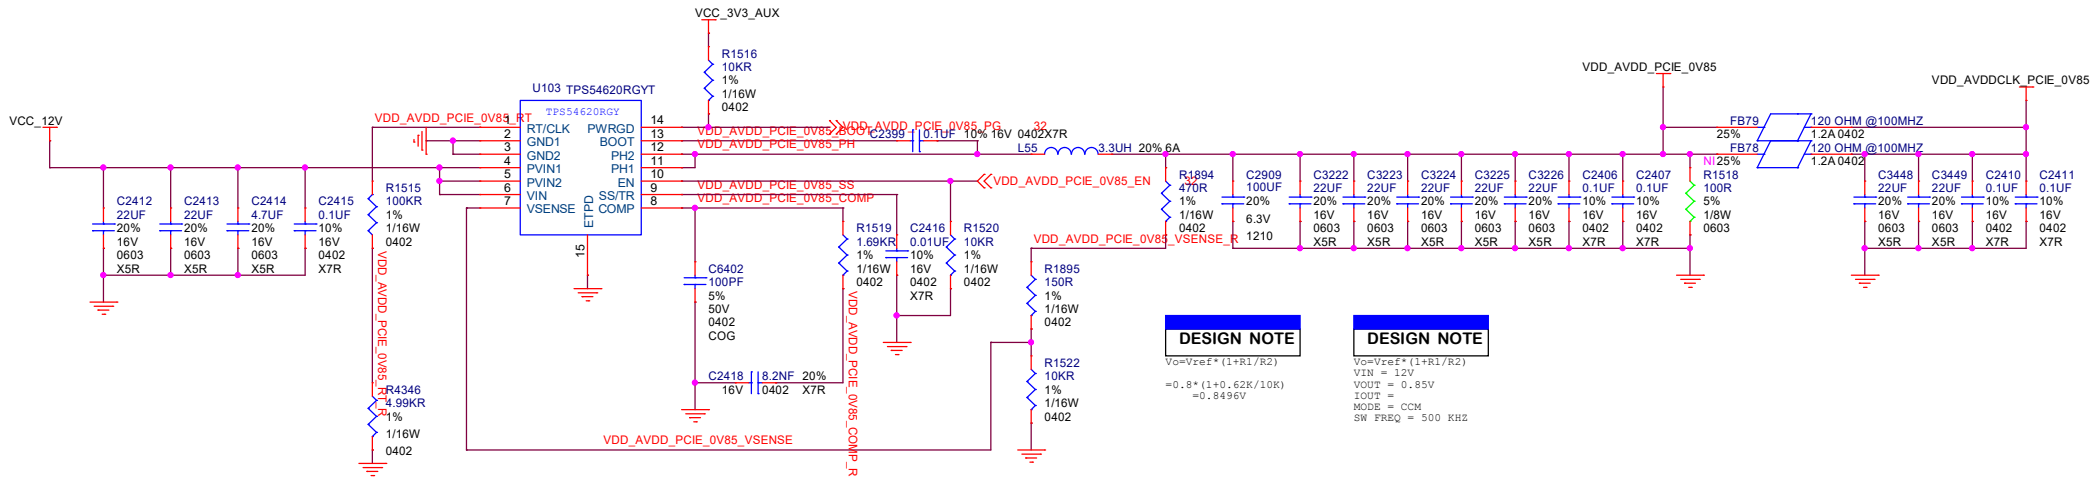 VCC_3V3_AUX
R1516
10KR
1%
1/16W
0402
VCC_12V
U103 TPS54620RGYT
TPS54620RGY
VDD_AVDD_PCIE_0V85_RT
1 RT/CLK PWRGD 14
2 GND1 BOOT 13
3 GND2 PH2 12
4 PVIN1 PH1 11
5 PVIN2 EN 10
6 VIN SS/TR 9
7 VSENSE COMP 8
ETPD
15
VDD_AVDD_PCIE_0V85_PG 32
VDD_AVDD_PCIE_0V85_BOOT
C2399 0.1UF 10% 16V 0402X7R
VDD_AVDD_PCIE_0V85_PH
L55 3.3UH 20% 6A
VDD_AVDD_PCIE_0V85_EN 32
VDD_AVDD_PCIE_0V85_SS
VDD_AVDD_PCIE_0V85_COMP
C2412
22UF
20%
16V
0603
X5R
C2413
22UF
20%
16V
0603
X5R
C2414
4.7UF
20%
16V
0603
X5R
C2415
0.1UF
10%
16V
0402
X7R
R1515
100KR
1%
1/16W
0402
VDD_AVDD_PCIE_0V85_RT_R
R4346
4.99KR
1%
1/16W
0402
C6402
100PF
5%
50V
0402
COG
C2418 8.2NF 20%
16V 0402 X7R
R1519
1.69KR
1%
1/16W
0402
VDD_AVDD_PCIE_0V85_COMP_R
C2416
0.01UF
10%
16V
0402
X7R
R1520
10KR
1%
1/16W
0402
VDD_AVDD_PCIE_0V85_VSENSE
VDD_AVDD_PCIE_0V85_VSENSE_R
R1894
470R
1%
1/16W
0402
R1895
150R
1%
1/16W
0402
R1522
10KR
1%
1/16W
0402
C2909
100UF
20%
6.3V
1210
C3222
22UF
20%
16V
0603
X5R
C3223
22UF
20%
16V
0603
X5R
C3224
22UF
20%
16V
0603
X5R
C3225
22UF
20%
16V
0603
X5R
C3226
22UF
20%
16V
0603
X5R
C2406
0.1UF
10%
16V
0402
X7R
C2407
0.1UF
10%
16V
0402
X7R
NI
R1518
100R
5%
1/8W
0603
VDD_AVDD_PCIE_0V85
FB79 120 OHM @100MHZ
25% 1.2A 0402
FB78 120 OHM @100MHZ
25% 1.2A 0402
VDD_AVDDCLK_PCIE_0V85
C3448
22UF
20%
16V
0603
X5R
C3449
22UF
20%
16V
0603
X5R
C2410
0.1UF
10%
16V
0402
X7R
C2411
0.1UF
10%
16V
0402
X7R
DESIGN NOTE
Vo=Vref*(1+R1/R2)
=0.8*(1+0.62K/10K)
=0.8496V
DESIGN NOTE
Vo=Vref*(1+R1/R2)
VIN = 12V
VOUT = 0.85V
IOUT =
MODE = CCM
SW FREQ = 500 KHZ